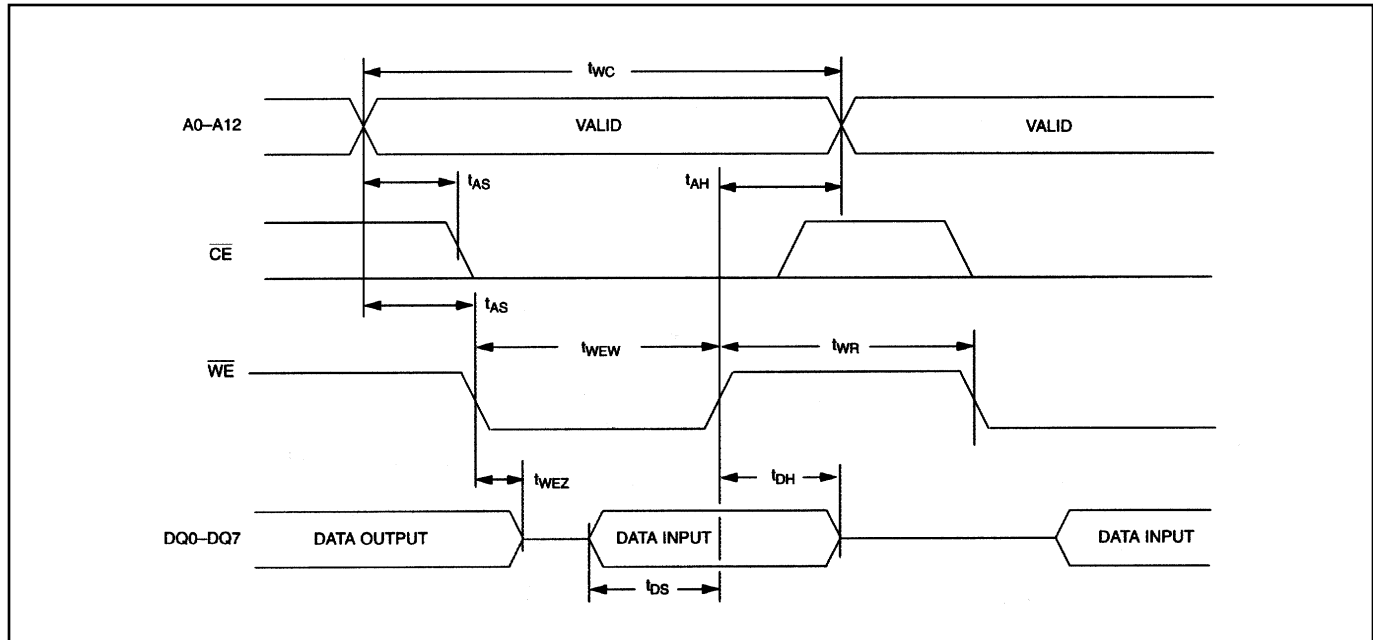 tWC
A0–A12
VALID
VALID
tAS
tAH
CE
tAS
tWEW
tWR
WE
tWEZ
tDH
DQ0–DQ7
DATA OUTPUT
DATA INPUT
DATA INPUT
tDS